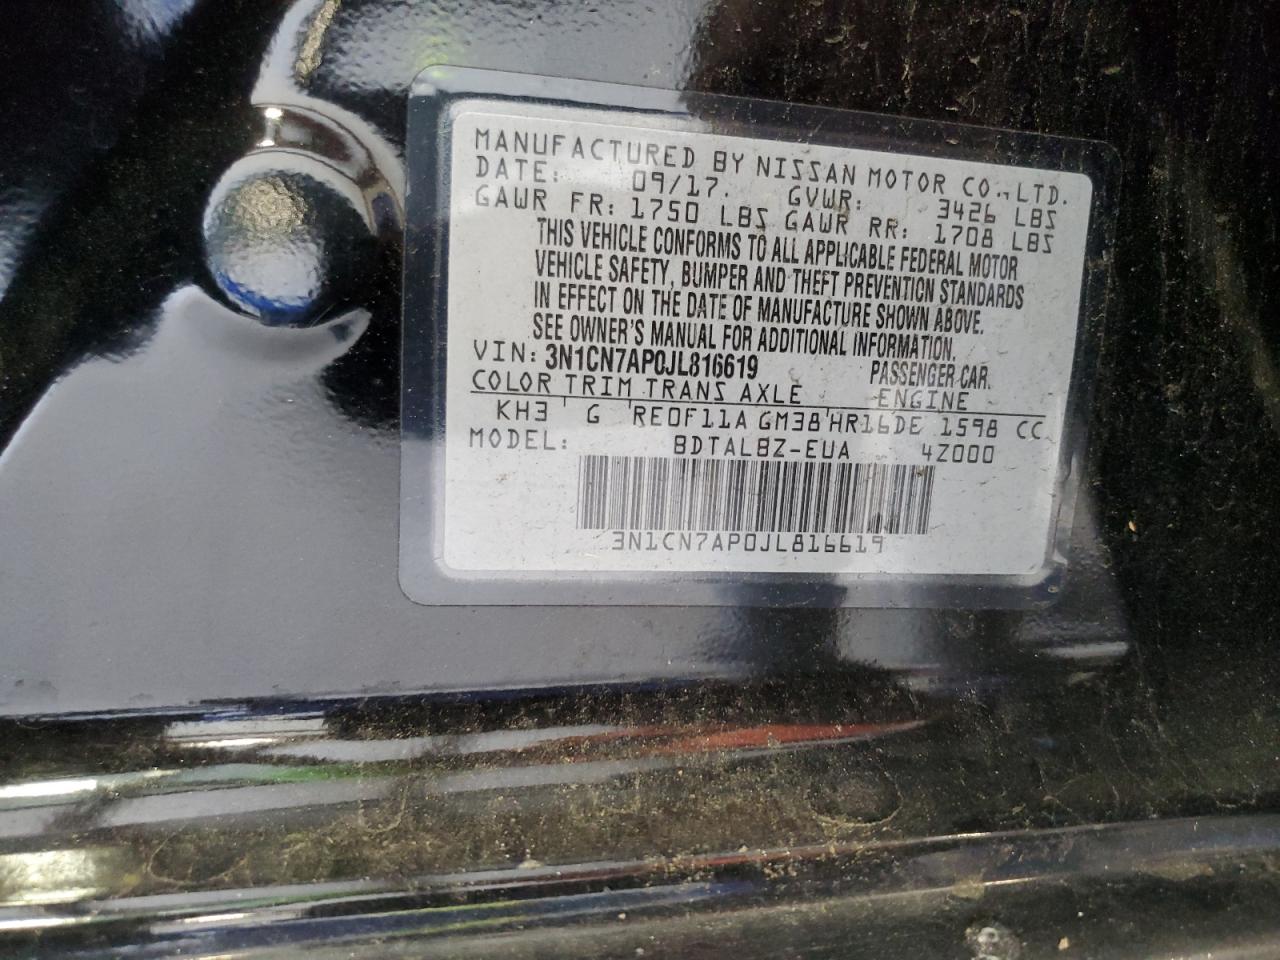 MANUFACTURED BY NISSAN MOTOR CO., LTD.
DATE: 09/17. GVWR: 3426 LBS
GAWR FR: 1750 LBS GAWR RR: 1708 LBS
THIS VEHICLE CONFORMS TO ALL APPLICABLE FEDERAL MOTOR
VEHICLE SAFETY, BUMPER AND THEFT PREVENTION STANDARDS
IN EFFECT ON THE DATE OF MANUFACTURE SHOWN ABOVE.
SEE OWNER'S MANUAL FOR ADDITIONAL INFORMATION.
VIN: 3N1CN7AP0JL816619 PASSENGER CAR
COLOR TRIM TRANS AXLE ENGINE
KH3 G RE0F11A GM38 HR16DE 1598 CC
MODEL: BDTALBZ-EUA 4Z000
3N1CN7AP0JL816619